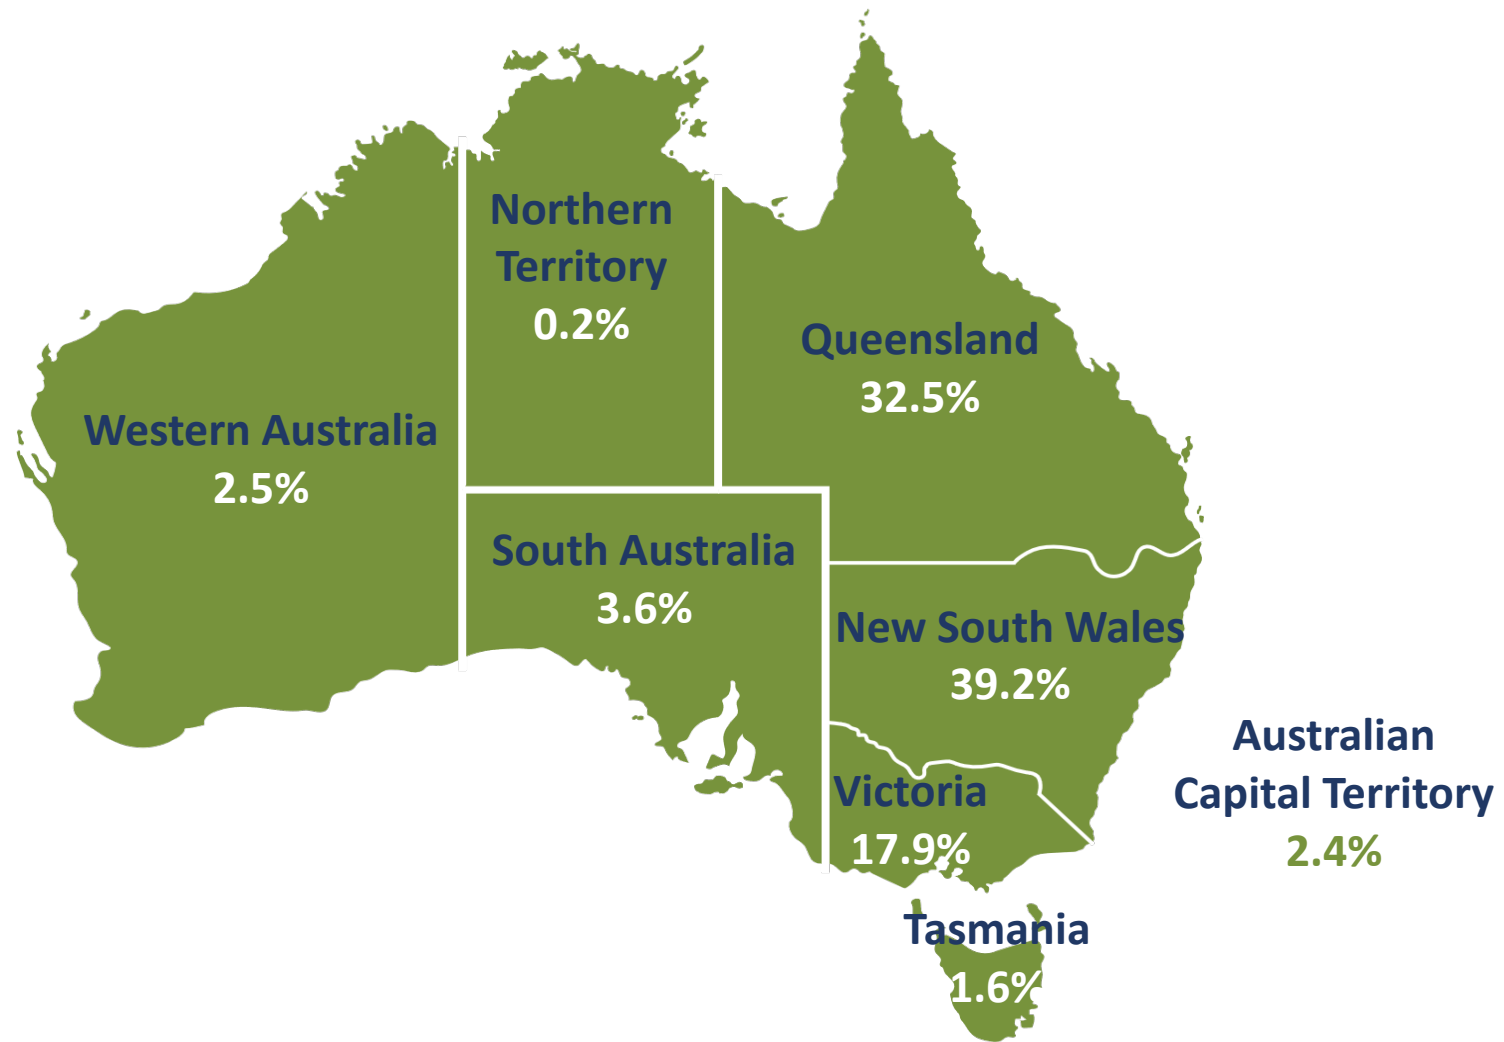 Northern
Territory
0.2%
Queensland
32.5%
Western Australia
2.5%
South Australia
3.6%
New South Wales
39.2%
Australian
Capital Territory
2.4%
Victoria
17.9%
Tasmania
1.6%